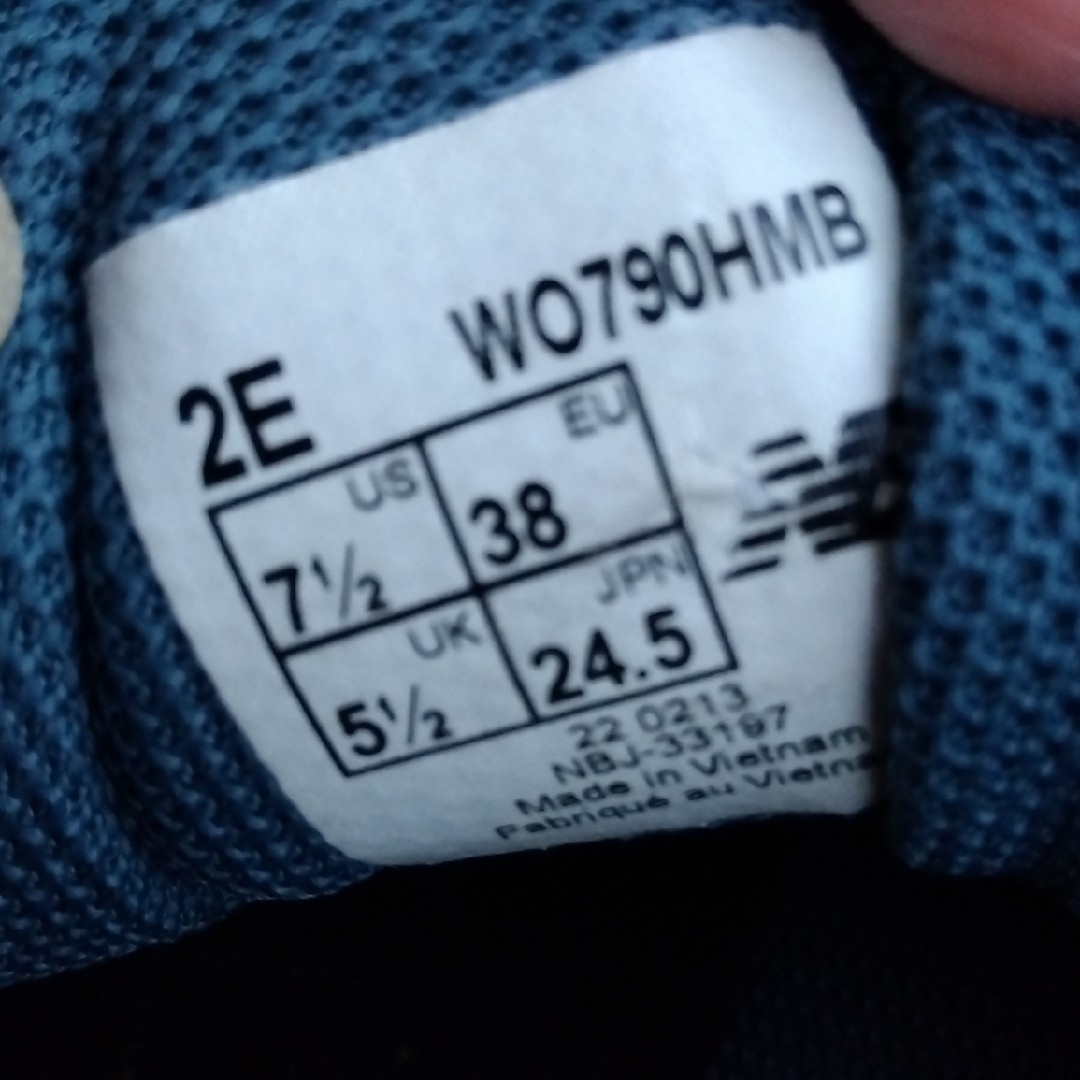 WO790HMB
2E
US EU
7½ 38
UK JPN
5½ 24.5
22 0213
NBJ-33197
Made in Vietnam
Fabriqué au Vietna